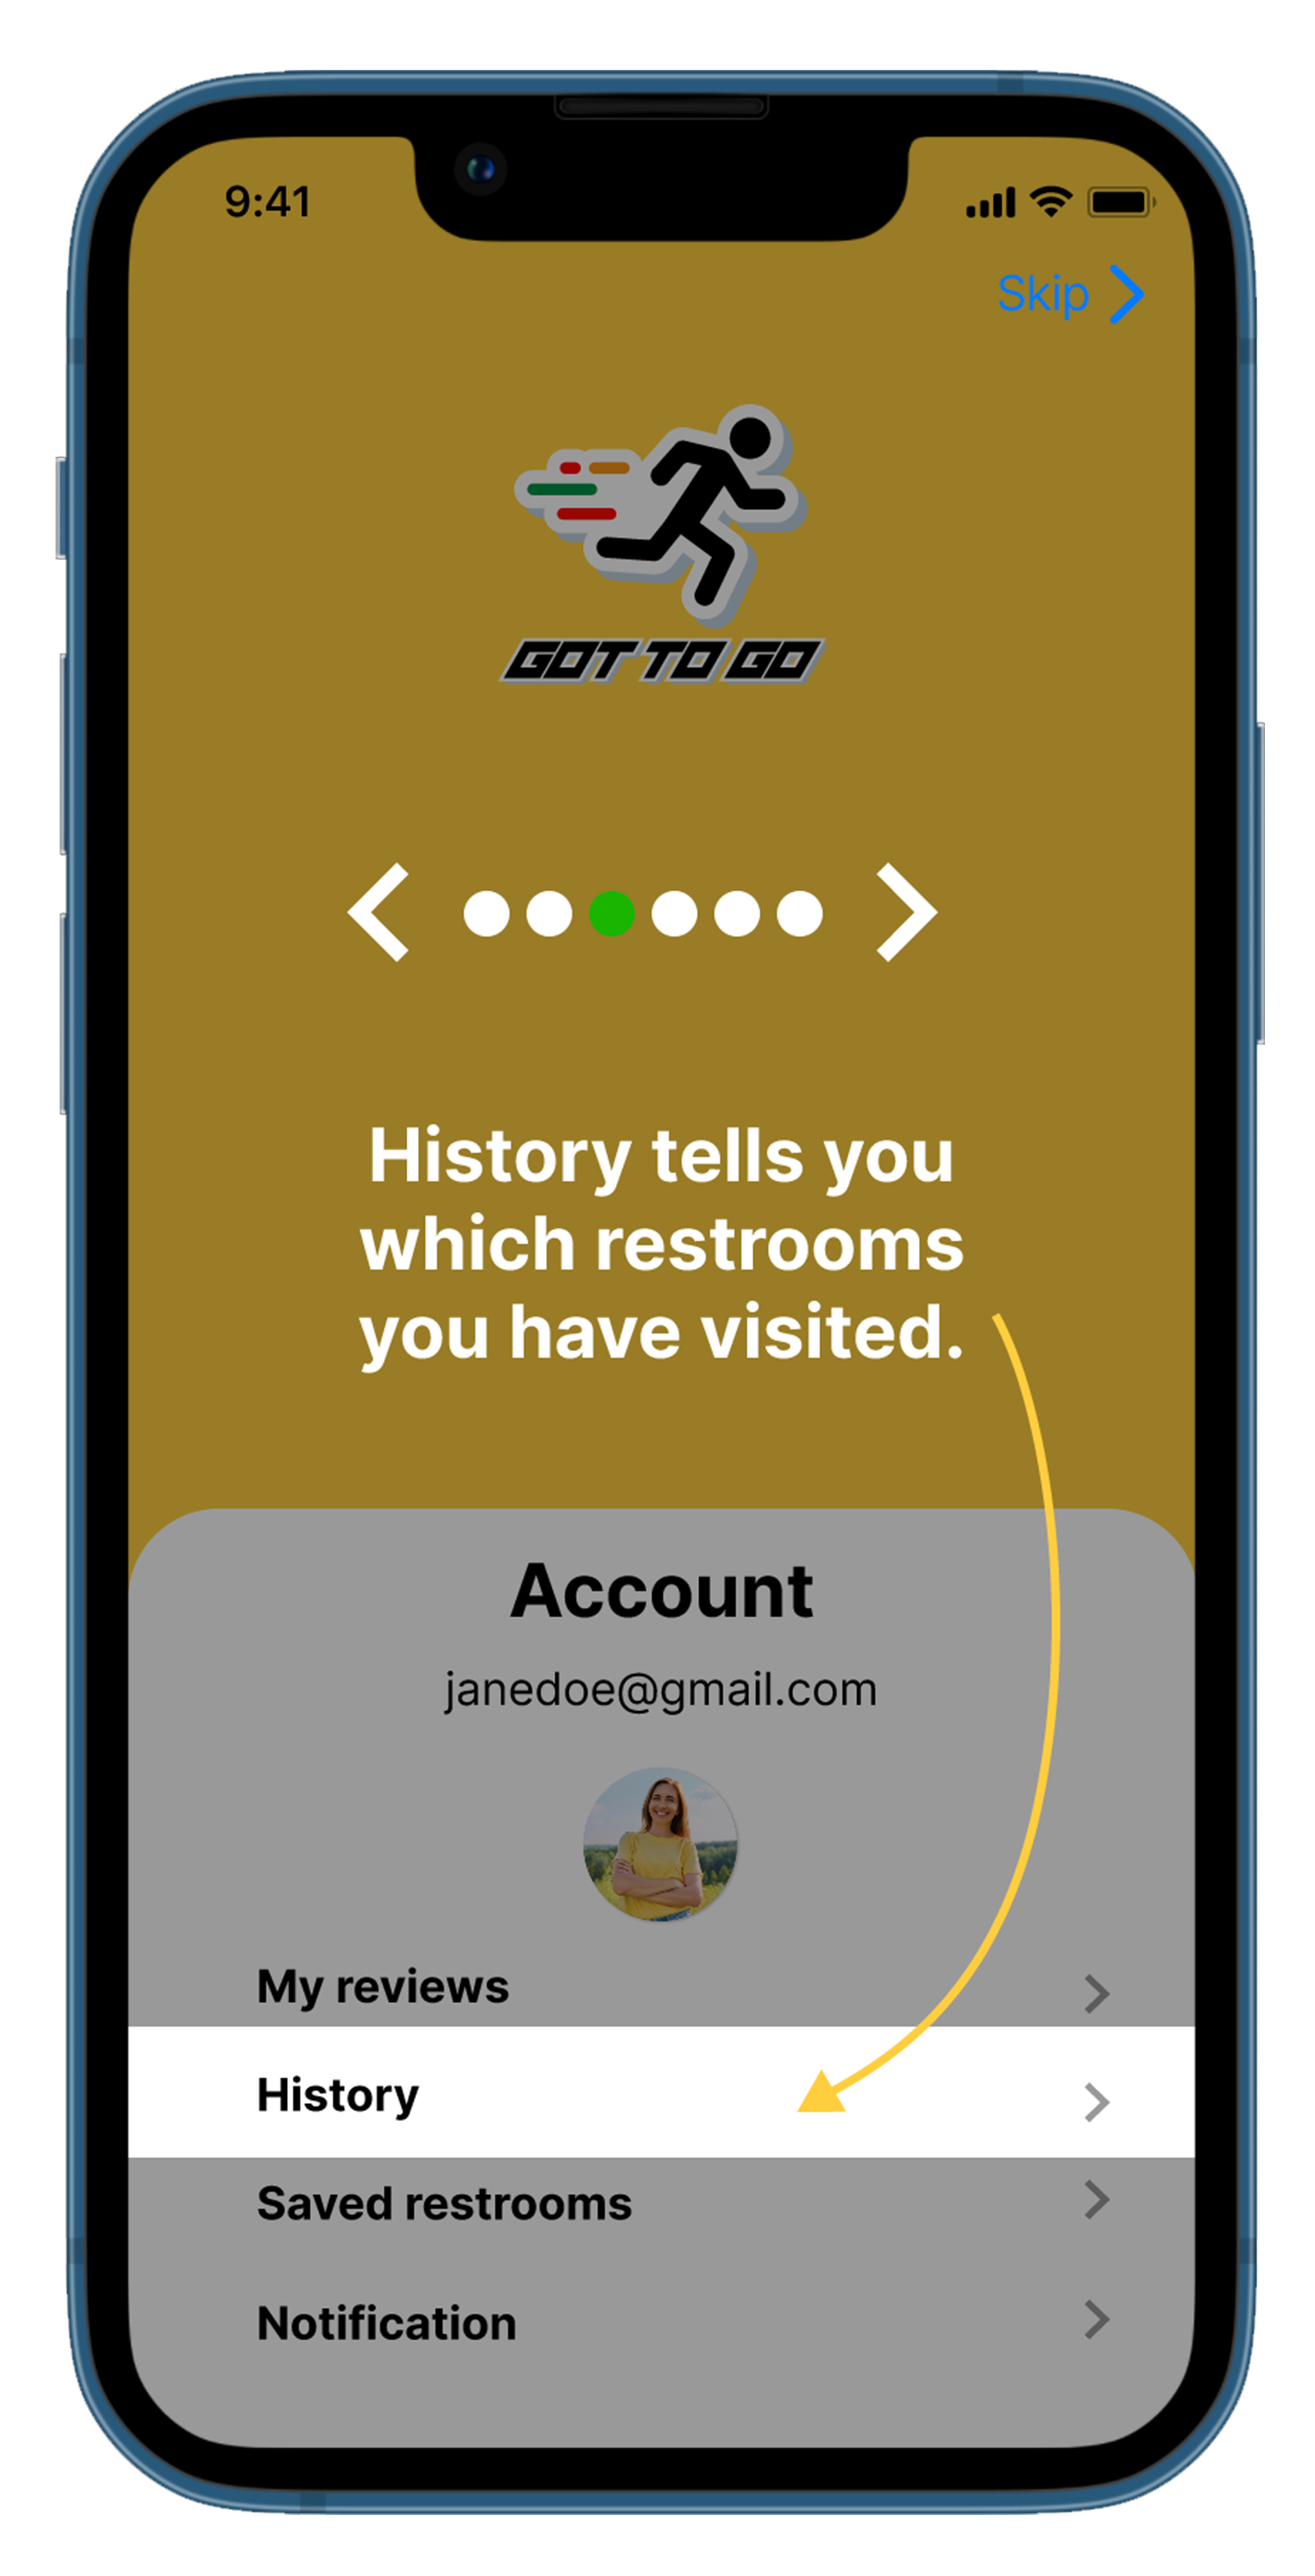 9:41
Skip
GOT TO GO
History tells you
which restrooms
you have visited.
Account
janedoe@gmail.com
My reviews
History
Saved restrooms
Notification